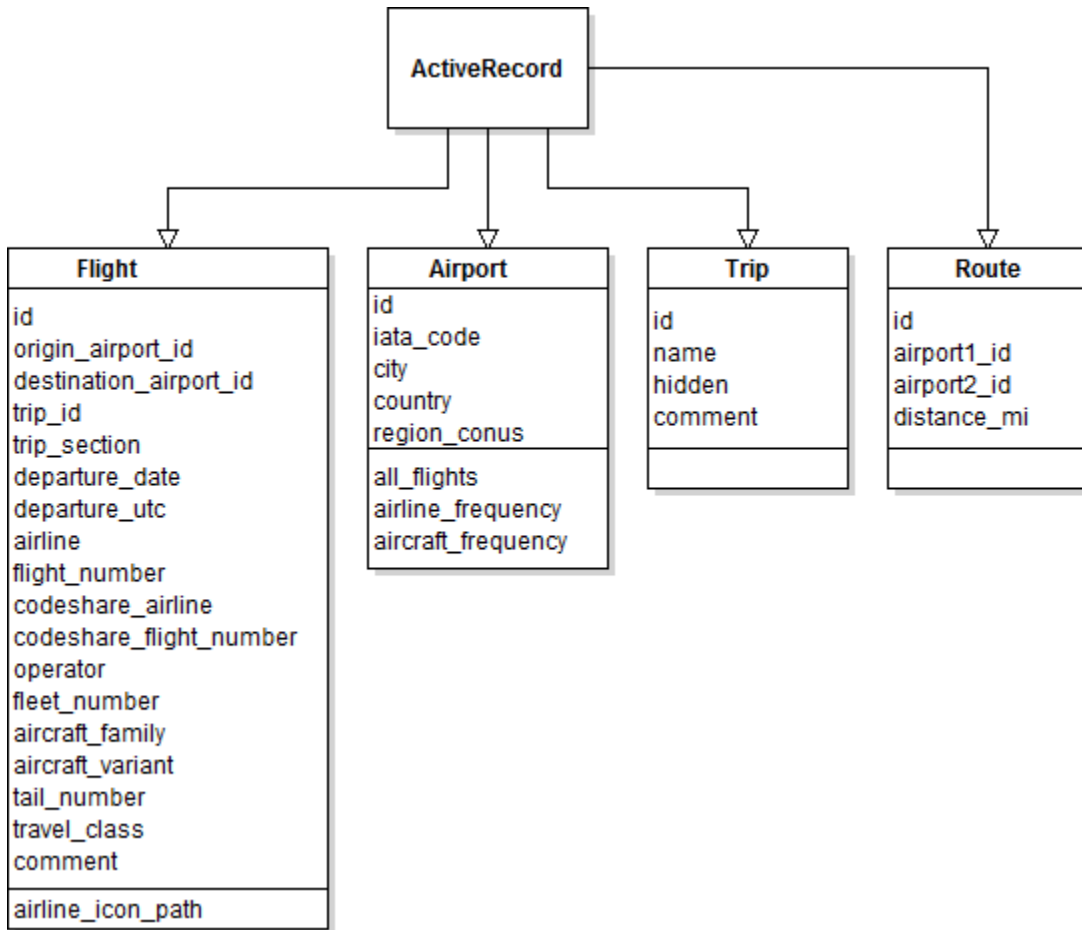 ActiveRecord
Flight
id
origin_airport_id
destination_airport_id
trip_id
trip_section
departure_date
departure_utc
airline
flight_number
codeshare_airline
codeshare_flight_number
operator
fleet_number
aircraft_family
aircraft_variant
tail_number
travel_class
comment
airline_icon_path
Airport
id
iata_code
city
country
region_conus
all_flights
airline_frequency
aircraft_frequency
Trip
id
name
hidden
comment
Route
id
airport1_id
airport2_id
distance_mi